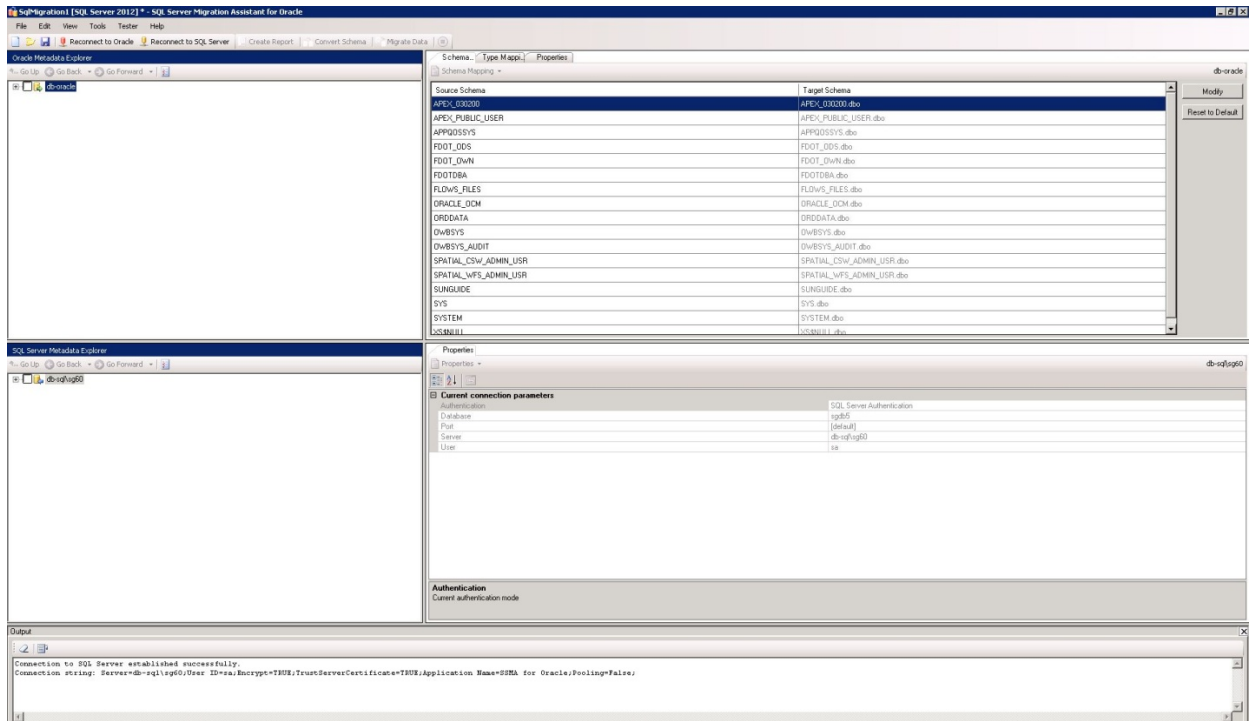 SqlMigration1 [SQL Server 2012] * - SQL Server Migration Assistant for Oracle
File Edit View Tools Tester Help
Reconnect to Oracle Reconnect to SQL Server Create Report Convert Schema Migrate Data
Oracle Metadata Explorer
Go Up Go Back Go Forward
db-oracle
Schema... Type Mappi... Properties
Schema Mapping db-oracle
Source Schema Target Schema
Modify
Reset to Default
APEX_030200 APEX_030200.dbo
APEX_PUBLIC_USER APEX_PUBLIC_USER.dbo
APPQOSSYS APPQOSSYS.dbo
FDOT_ODS FDOT_ODS.dbo
FDOT_OWN FDOT_OWN.dbo
FDOTDBA FDOTDBA.dbo
FLOWS_FILES FLOWS_FILES.dbo
ORACLE_OCM ORACLE_OCM.dbo
ORDDATA ORDDATA.dbo
OWBSYS OWBSYS.dbo
OWBSYS_AUDIT OWBSYS_AUDIT.dbo
SPATIAL_CSW_ADMIN_USR SPATIAL_CSW_ADMIN_USR.dbo
SPATIAL_WFS_ADMIN_USR SPATIAL_WFS_ADMIN_USR.dbo
SUNGUIDE SUNGUIDE.dbo
SYS SYS.dbo
SYSTEM SYSTEM.dbo
XS$NULL XS$NULL.dbo
SQL Server Metadata Explorer
Go Up Go Back Go Forward
db-sql\sg60
Properties
Properties db-sql\sg60
Current connection parameters
Authentication SQL Server Authentication
Database sgdb5
Port [default]
Server db-sql\sg60
User sa
Authentication
Current authentication mode
Output
Connection to SQL Server established successfully.
Connection string: Server=db-sql\sg60;User ID=sa;Encrypt=TRUE;TrustServerCertificate=TRUE;Application Name=SSMA for Oracle;Pooling=False;